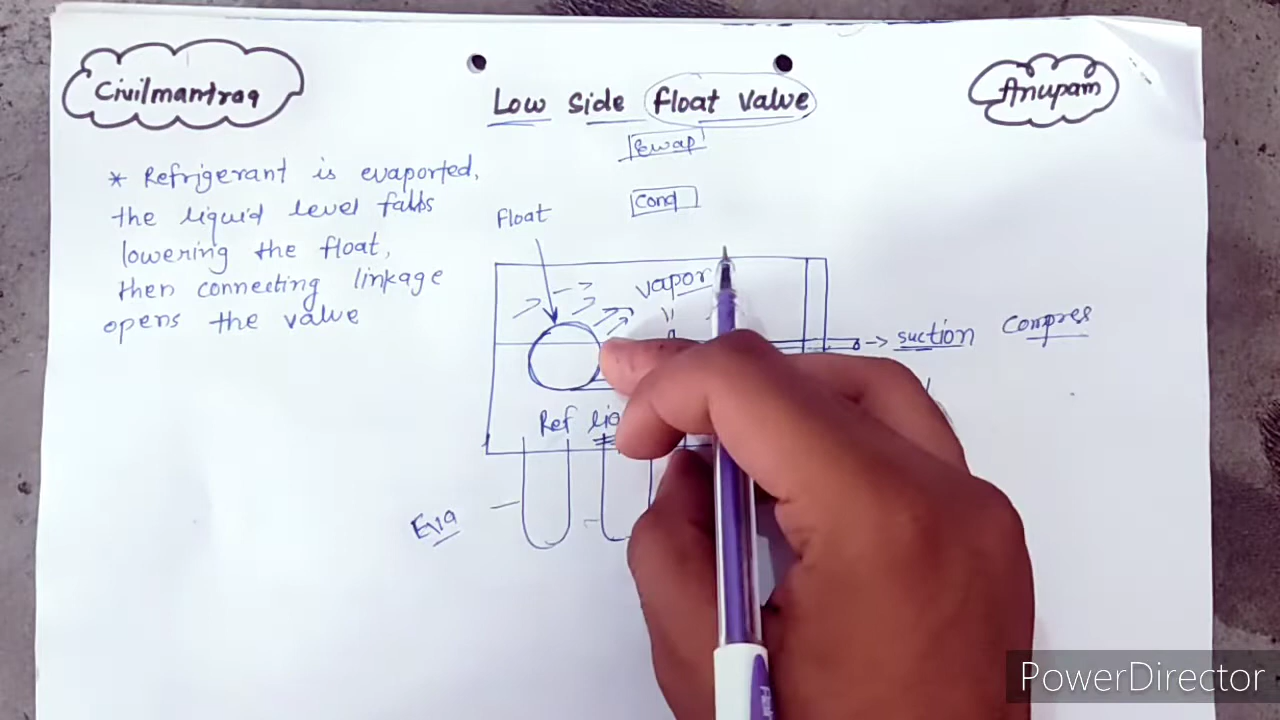 Civilmantraa
Low side float valve
Anupam
Ewap
Cond
* Refrigerant is evaported,
the liquid level falls
lowering the float,
then connecting linkage
opens the valve
float
vapor
suction Compres
Ref liq
Eva
PowerDirector